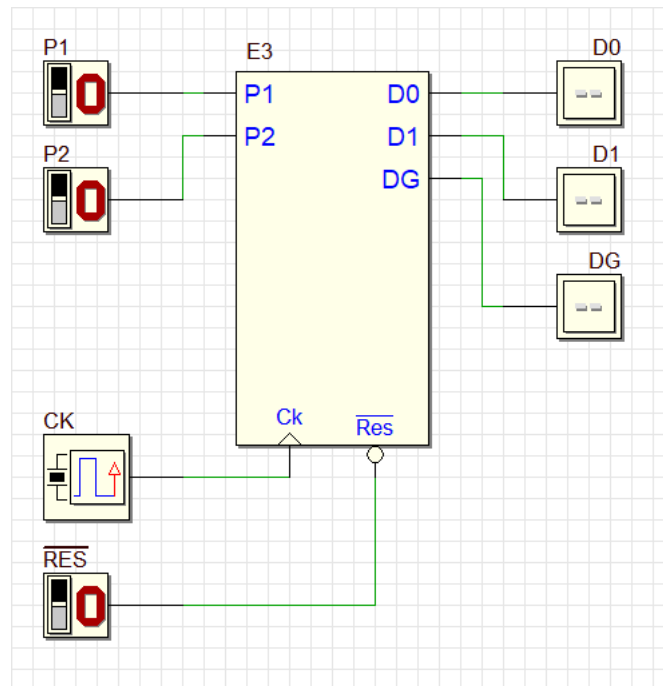 P1
0
E3
D0
P1
D0
--
P2
D1
P2
0
D1
--
DG
DG
--
CK
Ck
Res
RES
0